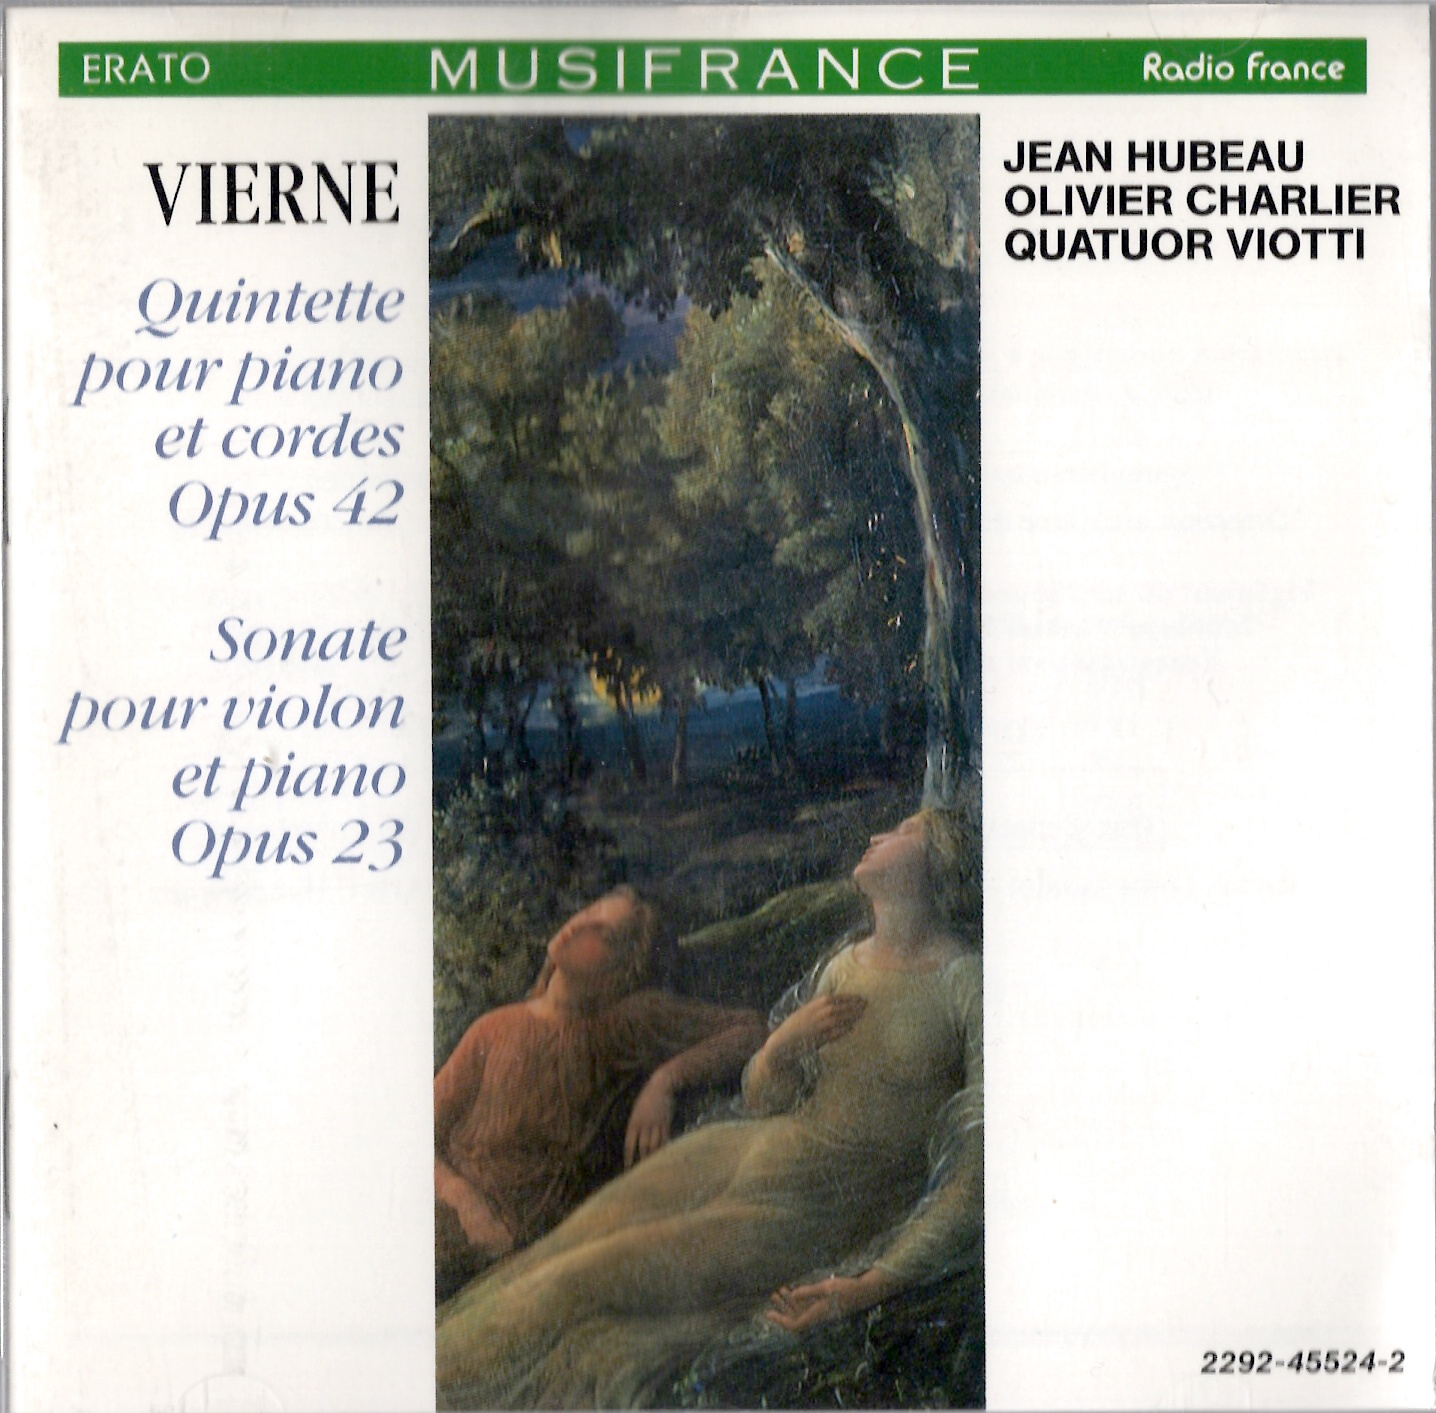 ERATO
MUSIFRANCE
Radio france
VIERNE
Quintette
pour piano
et cordes
Opus 42
Sonate
pour violon
et piano
Opus 23
JEAN HUBEAU
OLIVIER CHARLIER
QUATUOR VIOTTI
2292-45524-2